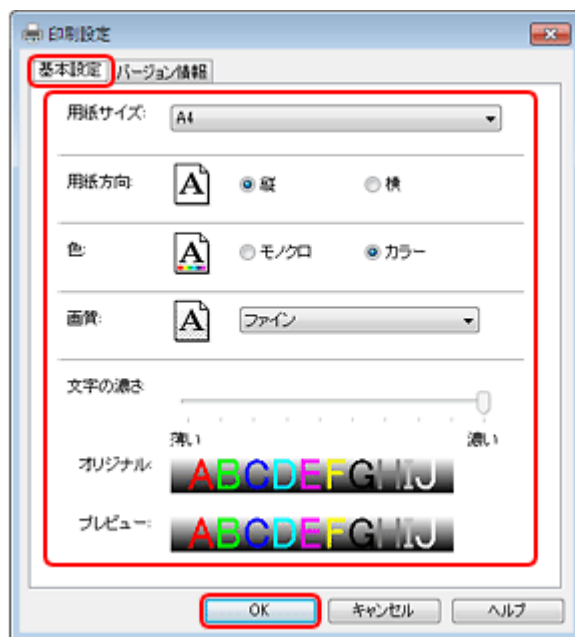 印刷設定
基本設定 バージョン情報
用紙サイズ: A4
用紙方向: A 縦 横
色: A モノクロ カラー
画質: A ファイン
文字の濃さ
薄い 濃い
オリジナル: ABCDEFGHIJ
プレビュー: ABCDEFGHIJ
OK キャンセル ヘルプ